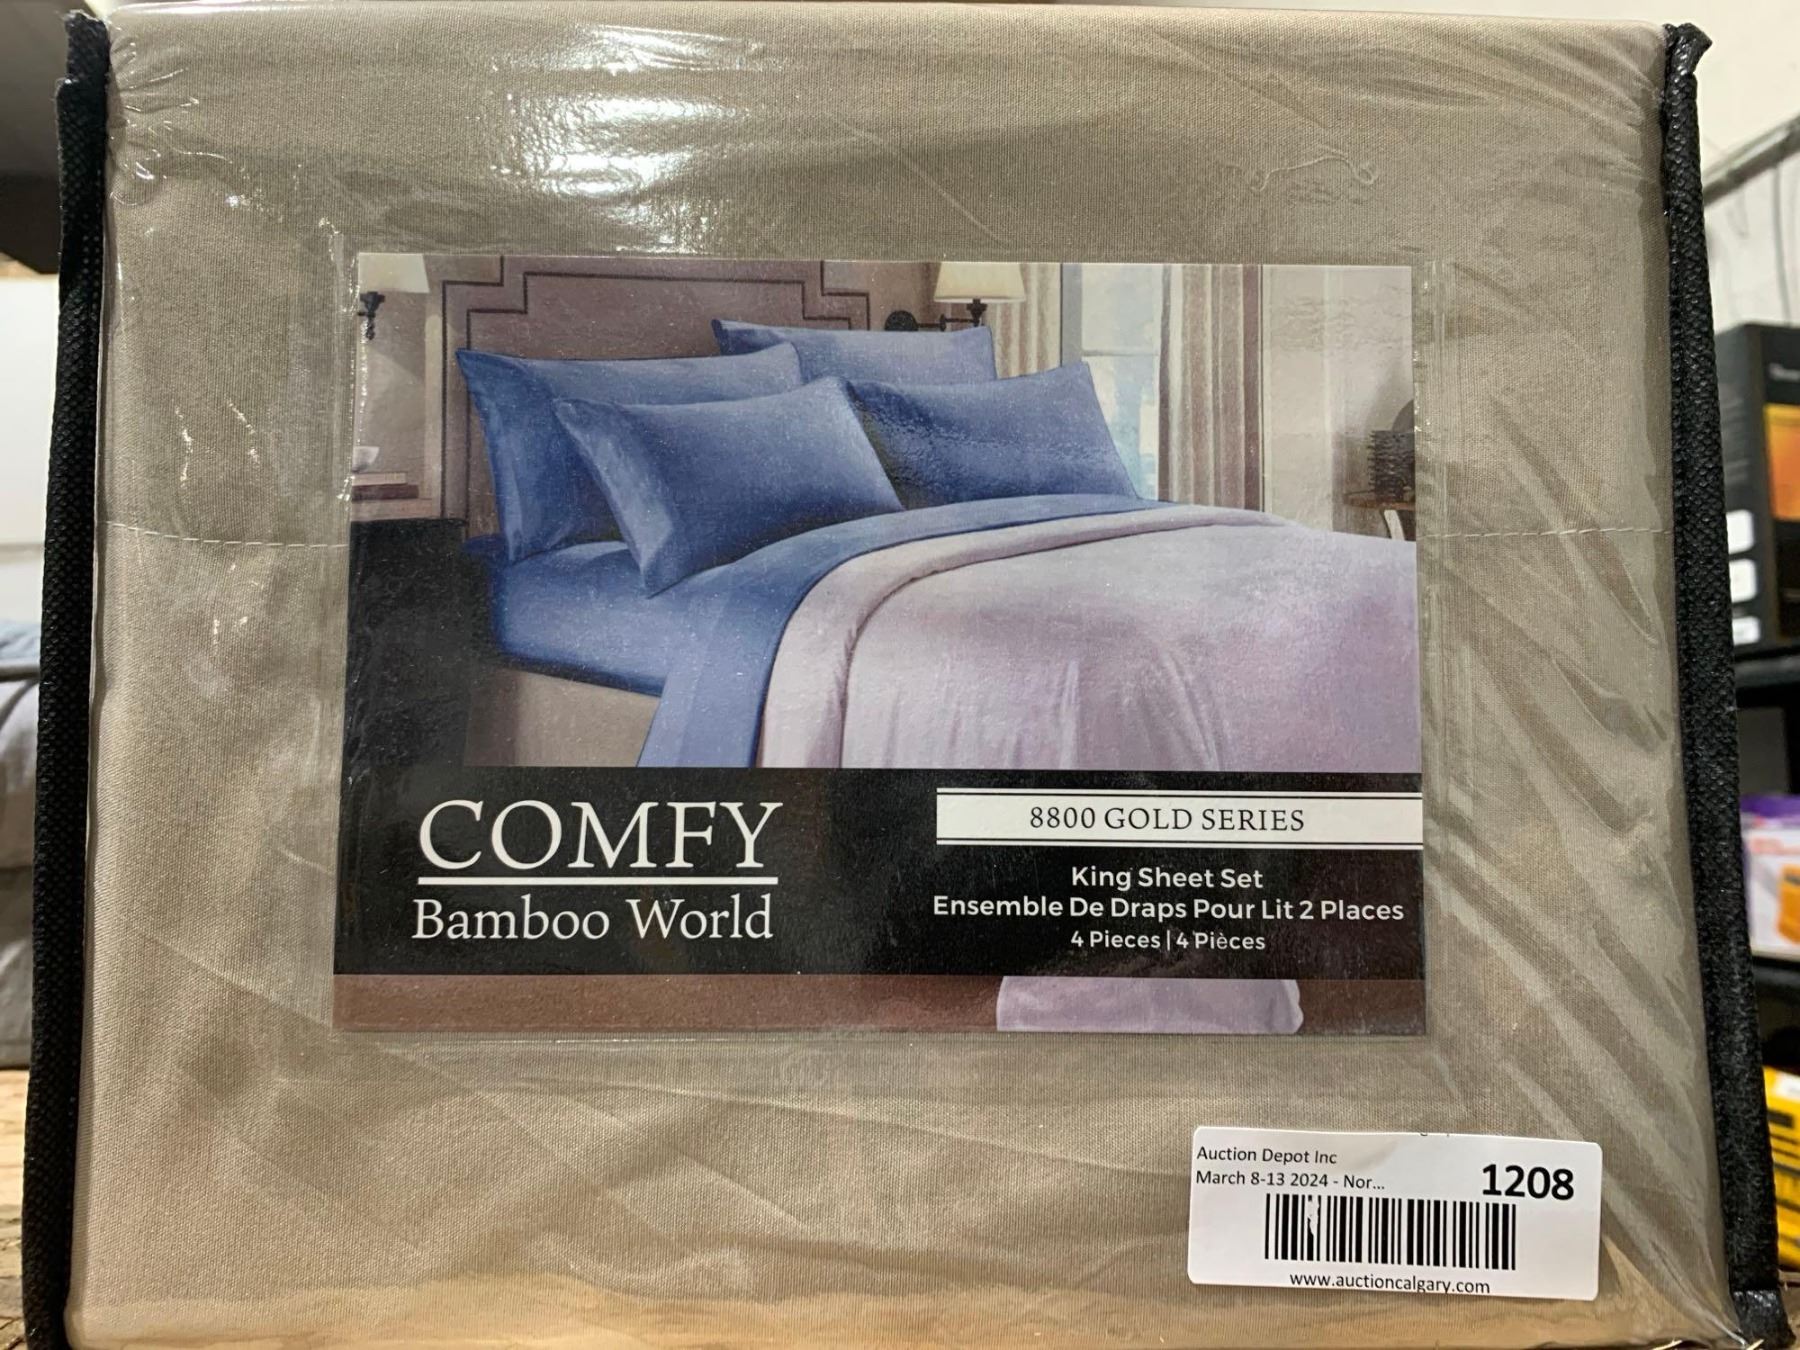 COMFY
Bamboo World
8800 GOLD SERIES
King Sheet Set
Ensemble De Draps Pour Lit 2 Places
4 Pieces | 4 Pièces
Auction Depot Inc
March 8-13 2024 - Nor...
1208
www.auctioncalgary.com